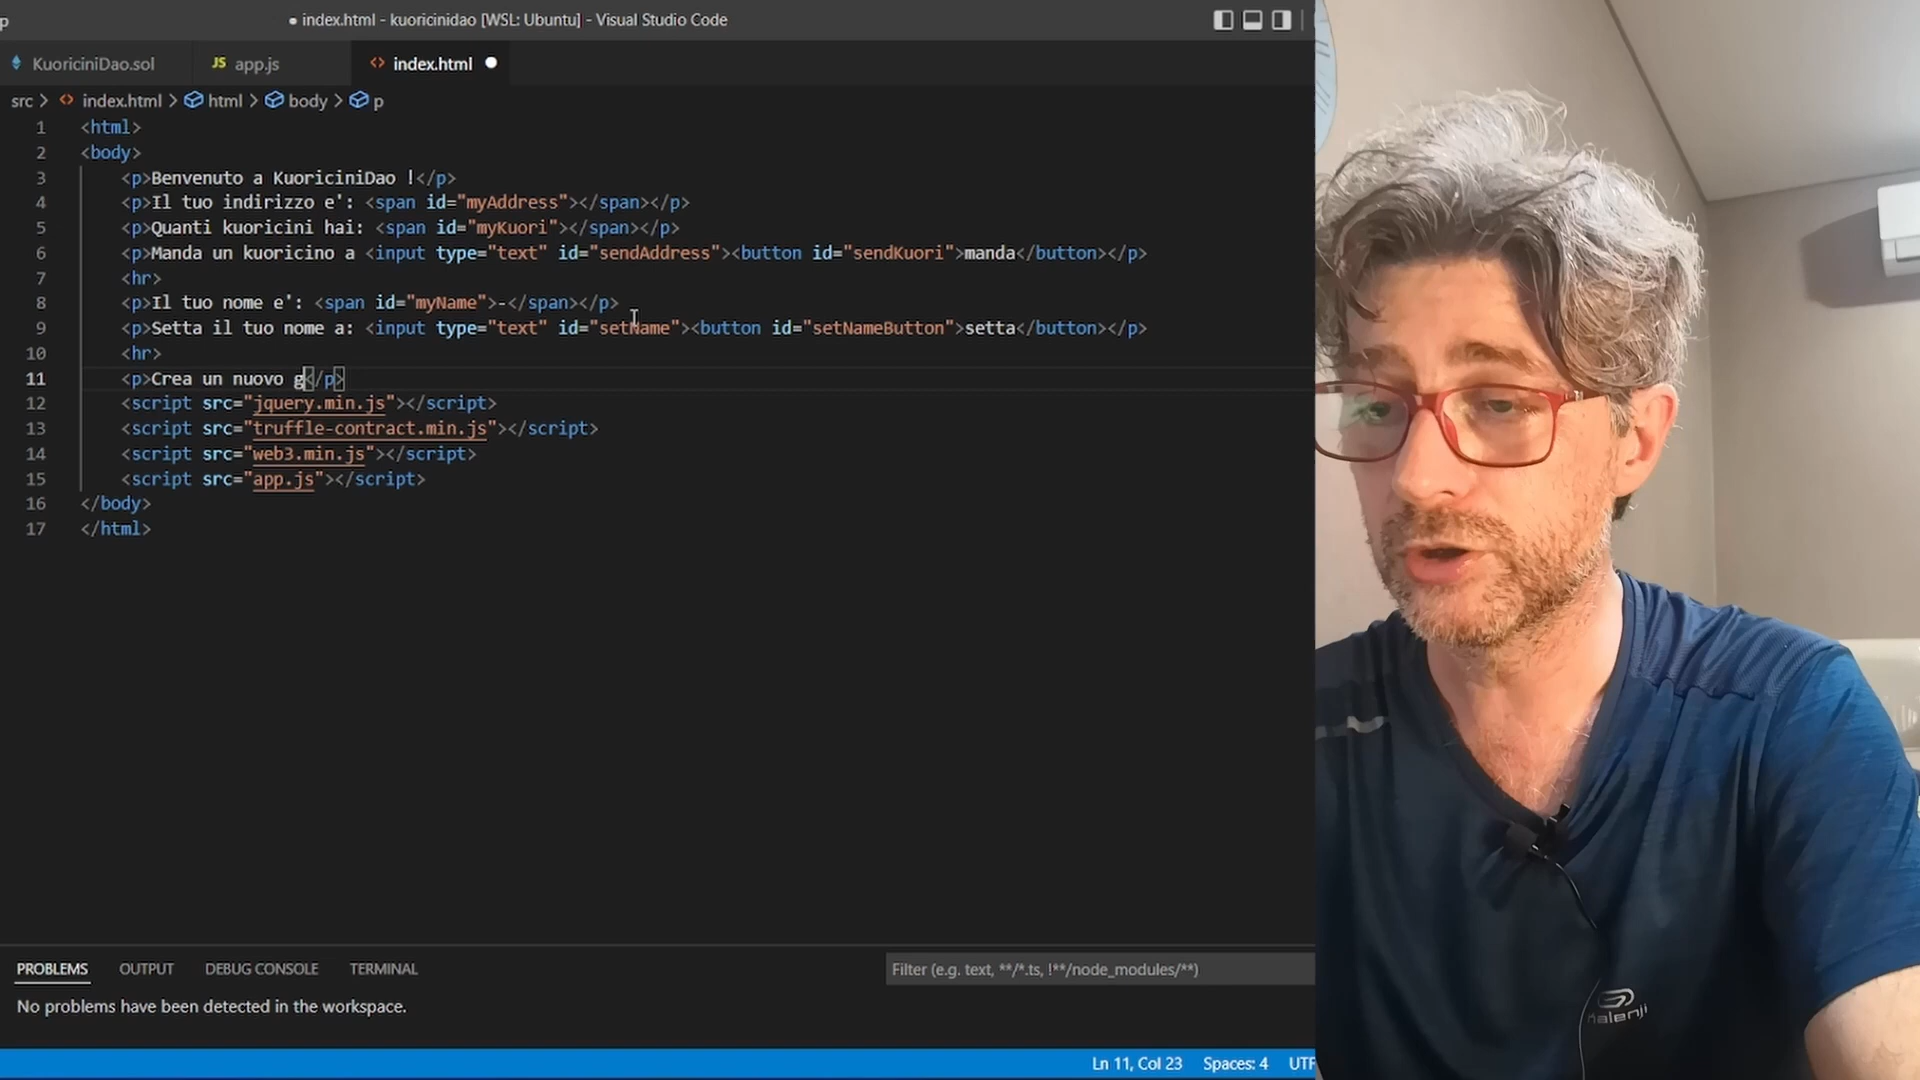 index.html - kuoricinidao [WSL: Ubuntu] - Visual Studio Code
KuoriciniDao.sol
JS app.js
<> index.html
src > <> index.html > html > body > p
1 <html>
2 <body>
3 <p>Benvenuto a KuoriciniDao !</p>
4 <p>Il tuo indirizzo e': <span id="myAddress"></span></p>
5 <p>Quanti kuoricini hai: <span id="myKuori"></span></p>
6 <p>Manda un kuoricino a <input type="text" id="sendAddress"><button id="sendKuori">manda</button></p>
7 <hr>
8 <p>Il tuo nome e': <span id="myName">-</span></p>
9 <p>Setta il tuo nome a: <input type="text" id="setName"><button id="setNameButton">setta</button></p>
10 <hr>
11 <p>Crea un nuovo g</p>
12 <script src="jquery.min.js"></script>
13 <script src="truffle-contract.min.js"></script>
14 <script src="web3.min.js"></script>
15 <script src="app.js"></script>
16 </body>
17 </html>
PROBLEMS OUTPUT DEBUG CONSOLE TERMINAL
Filter (e.g. text, **/*.ts, !**/node_modules/**)
No problems have been detected in the workspace.
Ln 11, Col 23 Spaces: 4 UTF
kalenji